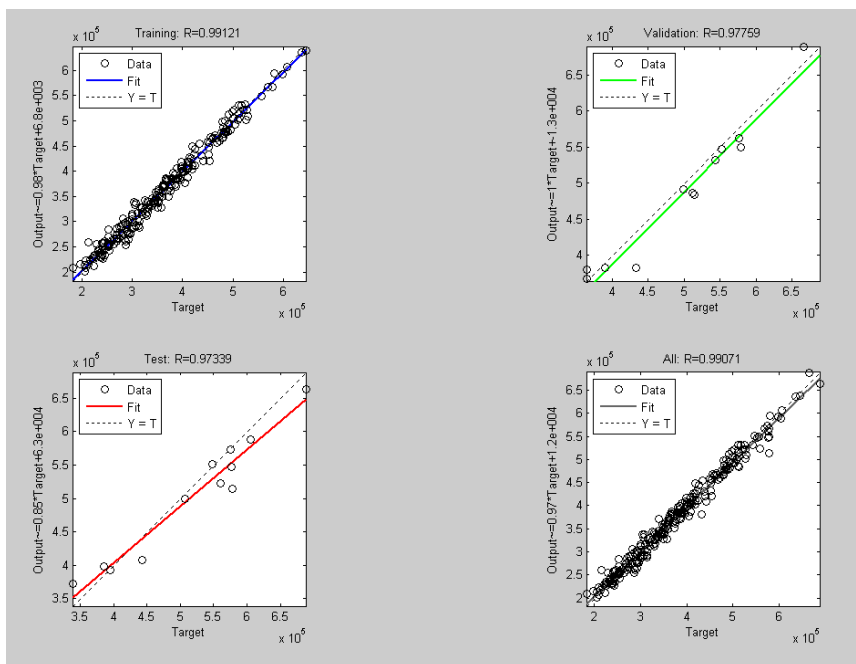 Training: R=0.99121
x 10^5
Data
Fit
Y = T
6
5.5
5
4.5
4
3.5
3
2.5
2
Output~=0.98*Target+6.8e+003
2 3 4 5 6
Target
x 10^5
Validation: R=0.97759
x 10^5
Data
Fit
Y = T
6.5
6
5.5
5
4.5
4
Output~=1*Target+-1.3e+004
4 4.5 5 5.5 6 6.5
Target
x 10^5
Test: R=0.97339
x 10^5
Data
Fit
Y = T
6.5
6
5.5
5
4.5
4
3.5
Output~=0.85*Target+6.3e+004
3.5 4 4.5 5 5.5 6 6.5
Target
x 10^5
All: R=0.99071
x 10^5
Data
Fit
Y = T
6.5
6
5.5
5
4.5
4
3.5
3
2.5
2
Output~=0.97*Target+1.2e+004
2 3 4 5 6
Target
x 10^5